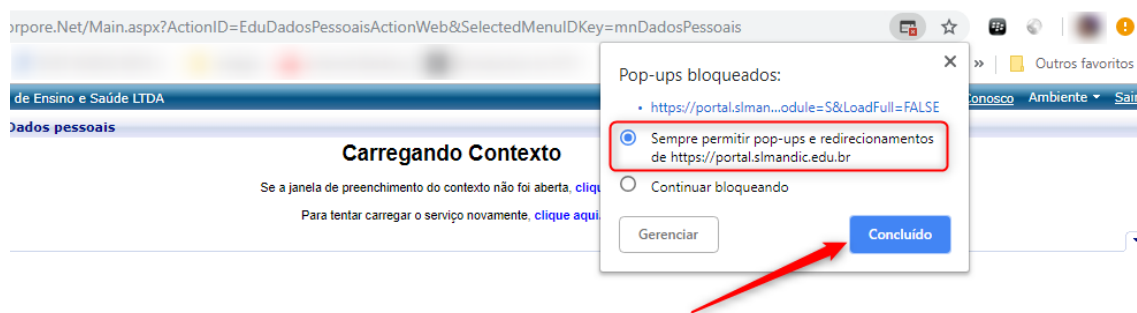 orpore.Net/Main.aspx?ActionID=EduDadosPessoaisActionWeb&SelectedMenuIDKey=mnDadosPessoais
Pop-ups bloqueados:
» Outros favoritos
• https://portal.slman...odule=S&LoadFull=FALSE
de Ensino e Saúde LTDA
Conosco Ambiente Sair
Dados pessoais
Sempre permitir pop-ups e redirecionamentos
de https://portal.slmandic.edu.br
Carregando Contexto
Continuar bloqueando
Se a janela de preenchimento do contexto não foi aberta, cliqu
Para tentar carregar o serviço novamente, clique aqui.
Gerenciar
Concluído